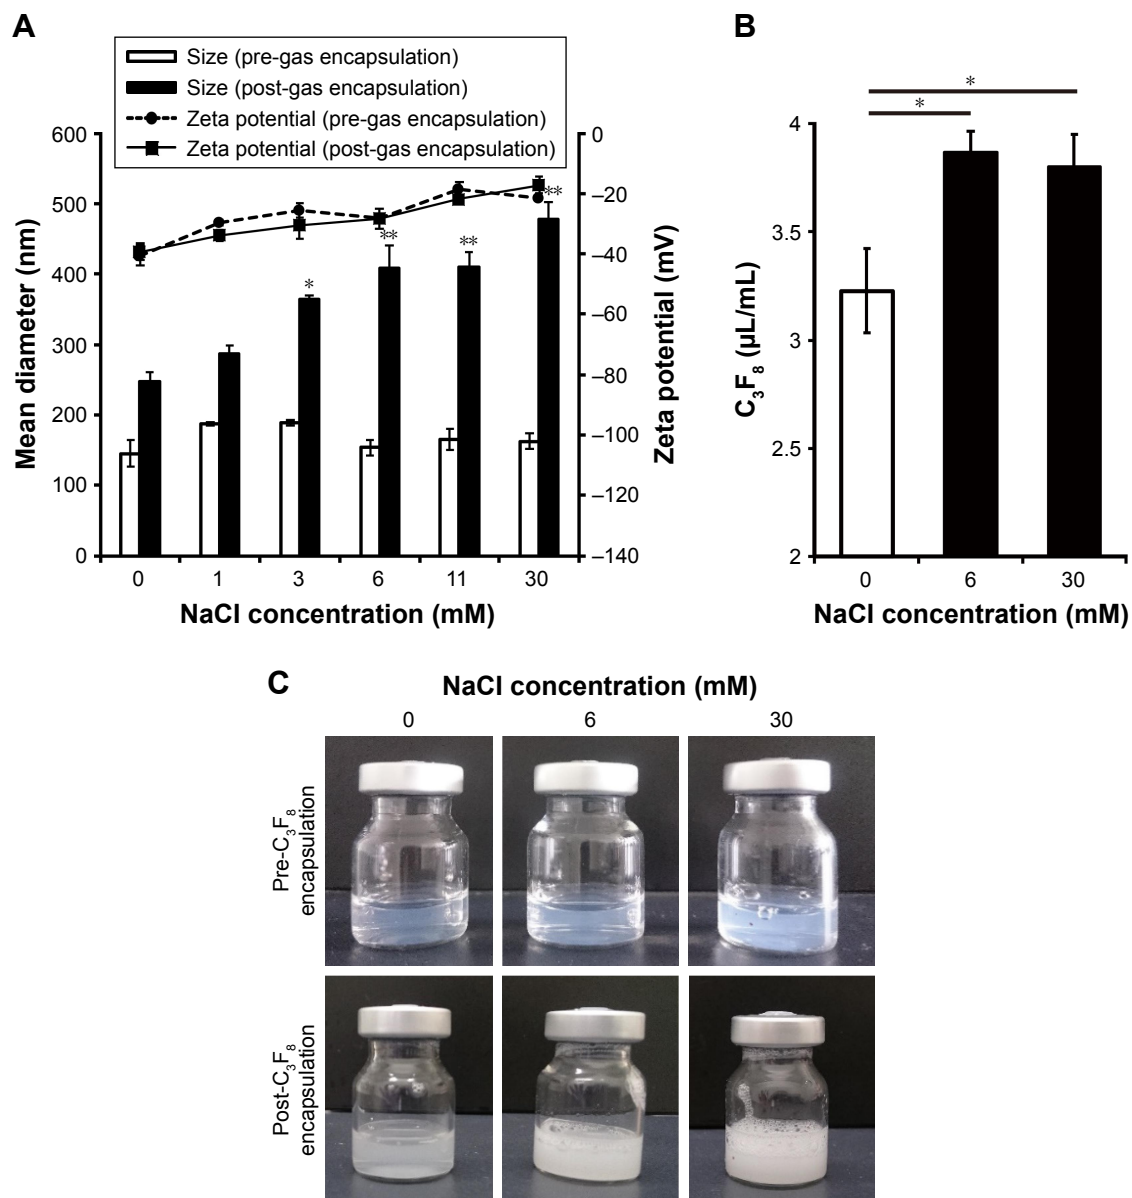 A
Size (pre-gas encapsulation)
Size (post-gas encapsulation)
Zeta potential (pre-gas encapsulation)
Zeta potential (post-gas encapsulation)
600
500
400
300
200
100
0
Mean diameter (nm)
*
**
**
**
0
–20
–40
–60
–80
–100
–120
–140
Zeta potential (mV)
0 1 3 6 11 30
NaCl concentration (mM)
B
*
*
4
3.5
3
2.5
2
C₃F₈ (µL/mL)
0 6 30
NaCl concentration (mM)
C
NaCl concentration (mM)
0 6 30
Pre-C₃F₈
encapsulation
Post-C₃F₈
encapsulation